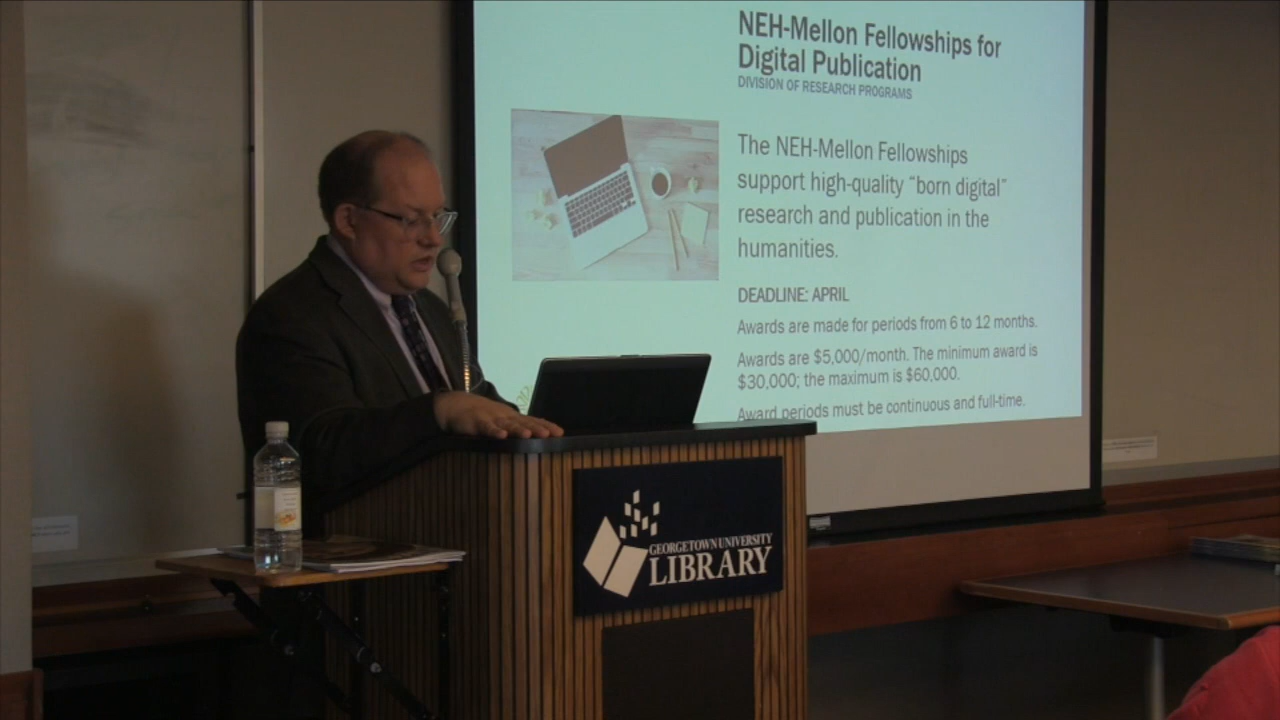 NEH-Mellon Fellowships for
Digital Publication
DIVISION OF RESEARCH PROGRAMS
The NEH-Mellon Fellowships
support high-quality “born digital”
research and publication in the
humanities.
DEADLINE: APRIL
Awards are made for periods from 6 to 12 months.
Awards are $5,000/month. The minimum award is
$30,000; the maximum is $60,000.
Award periods must be continuous and full-time.
GEORGETOWN UNIVERSITY
LIBRARY